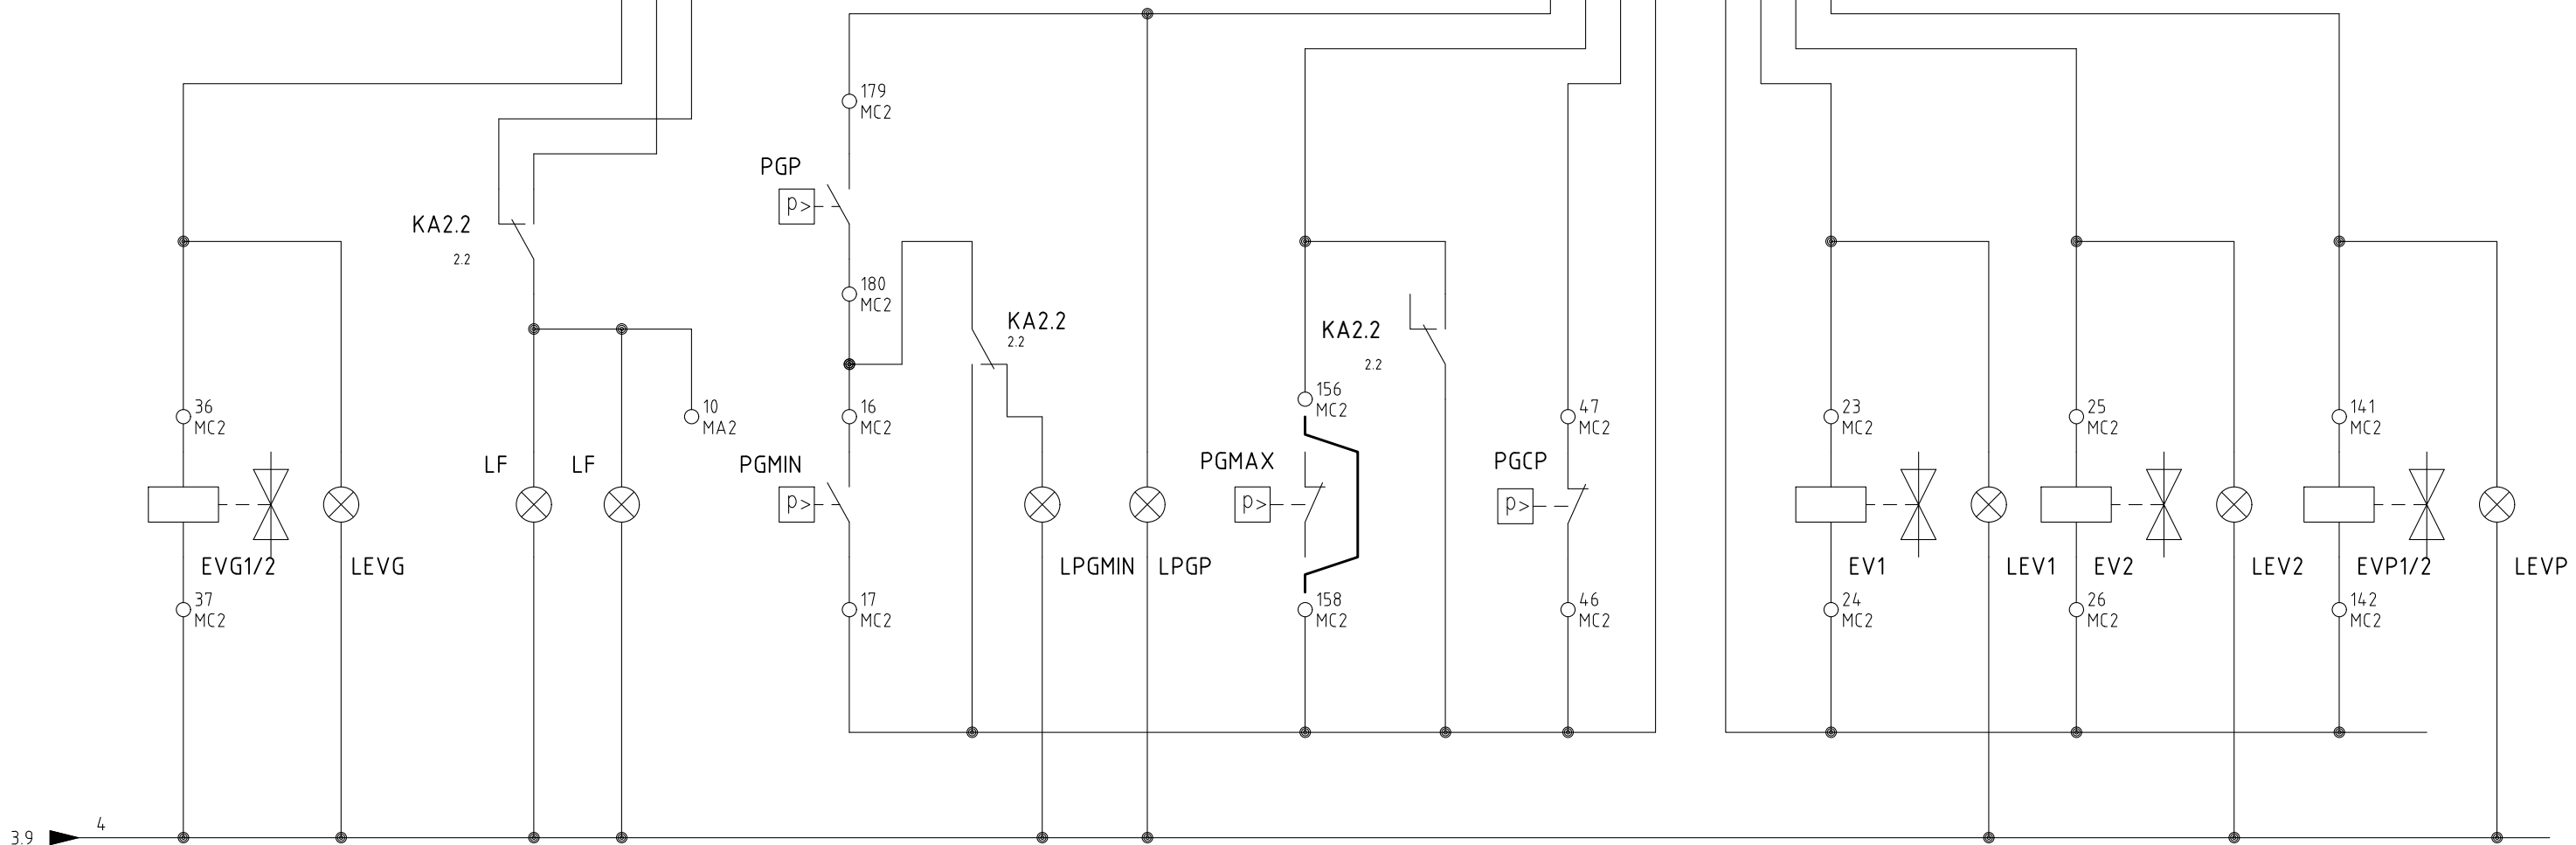 179
MC2
PGP
p>
KA2.2
2.2
180
MC2
KA2.2
2.2
KA2.2
2.2
36
MC2
10
MA2
16
MC2
156
MC2
47
MC2
23
MC2
25
MC2
141
MC2
LF
LF
PGMIN
p>
PGMAX
p>
PGCP
p>
EVG1/2
LEVG
LPGMIN
LPGP
EV1
LEV1
EV2
LEV2
EVP1/2
LEVP
37
MC2
17
MC2
158
MC2
46
MC2
24
MC2
26
MC2
142
MC2
3.9
4